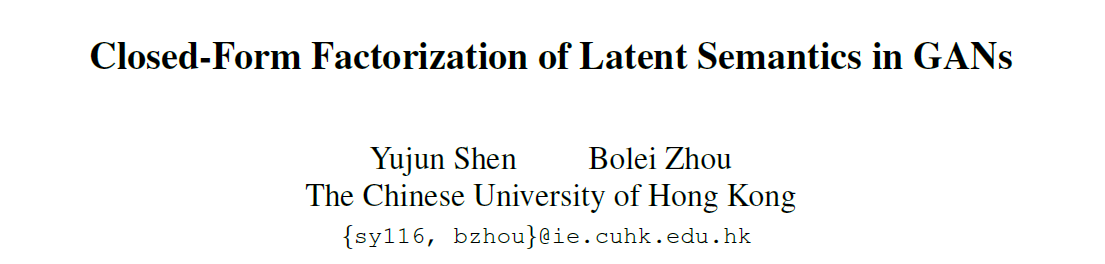 Closed-Form Factorization of Latent Semantics in GANs
Yujun Shen Bolei Zhou
The Chinese University of Hong Kong
{sy116, bzhou}@ie.cuhk.edu.hk